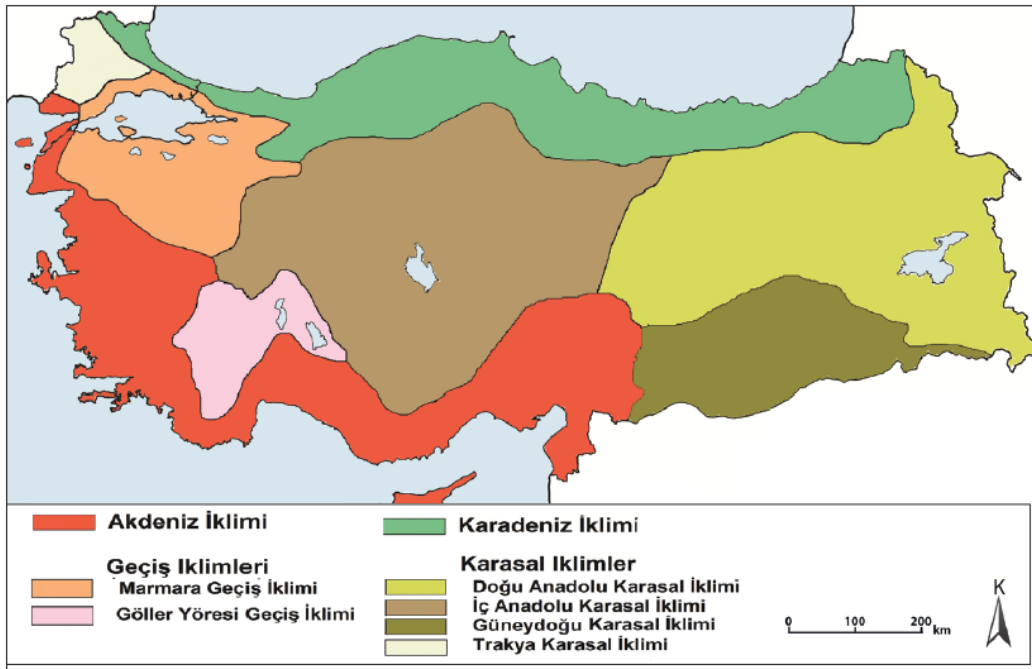 Akdeniz İklimi
Karadeniz İklimi
Geçiş Iklimleri
Marmara Geçiş İklimi
Göller Yöresi Geçiş İklimi
Karasal Iklimler
Doğu Anadolu Karasal İklimi
İç Anadolu Karasal İklimi
Güneydoğu Karasal İklimi
Trakya Karasal İklimi
K
0 100 200 km